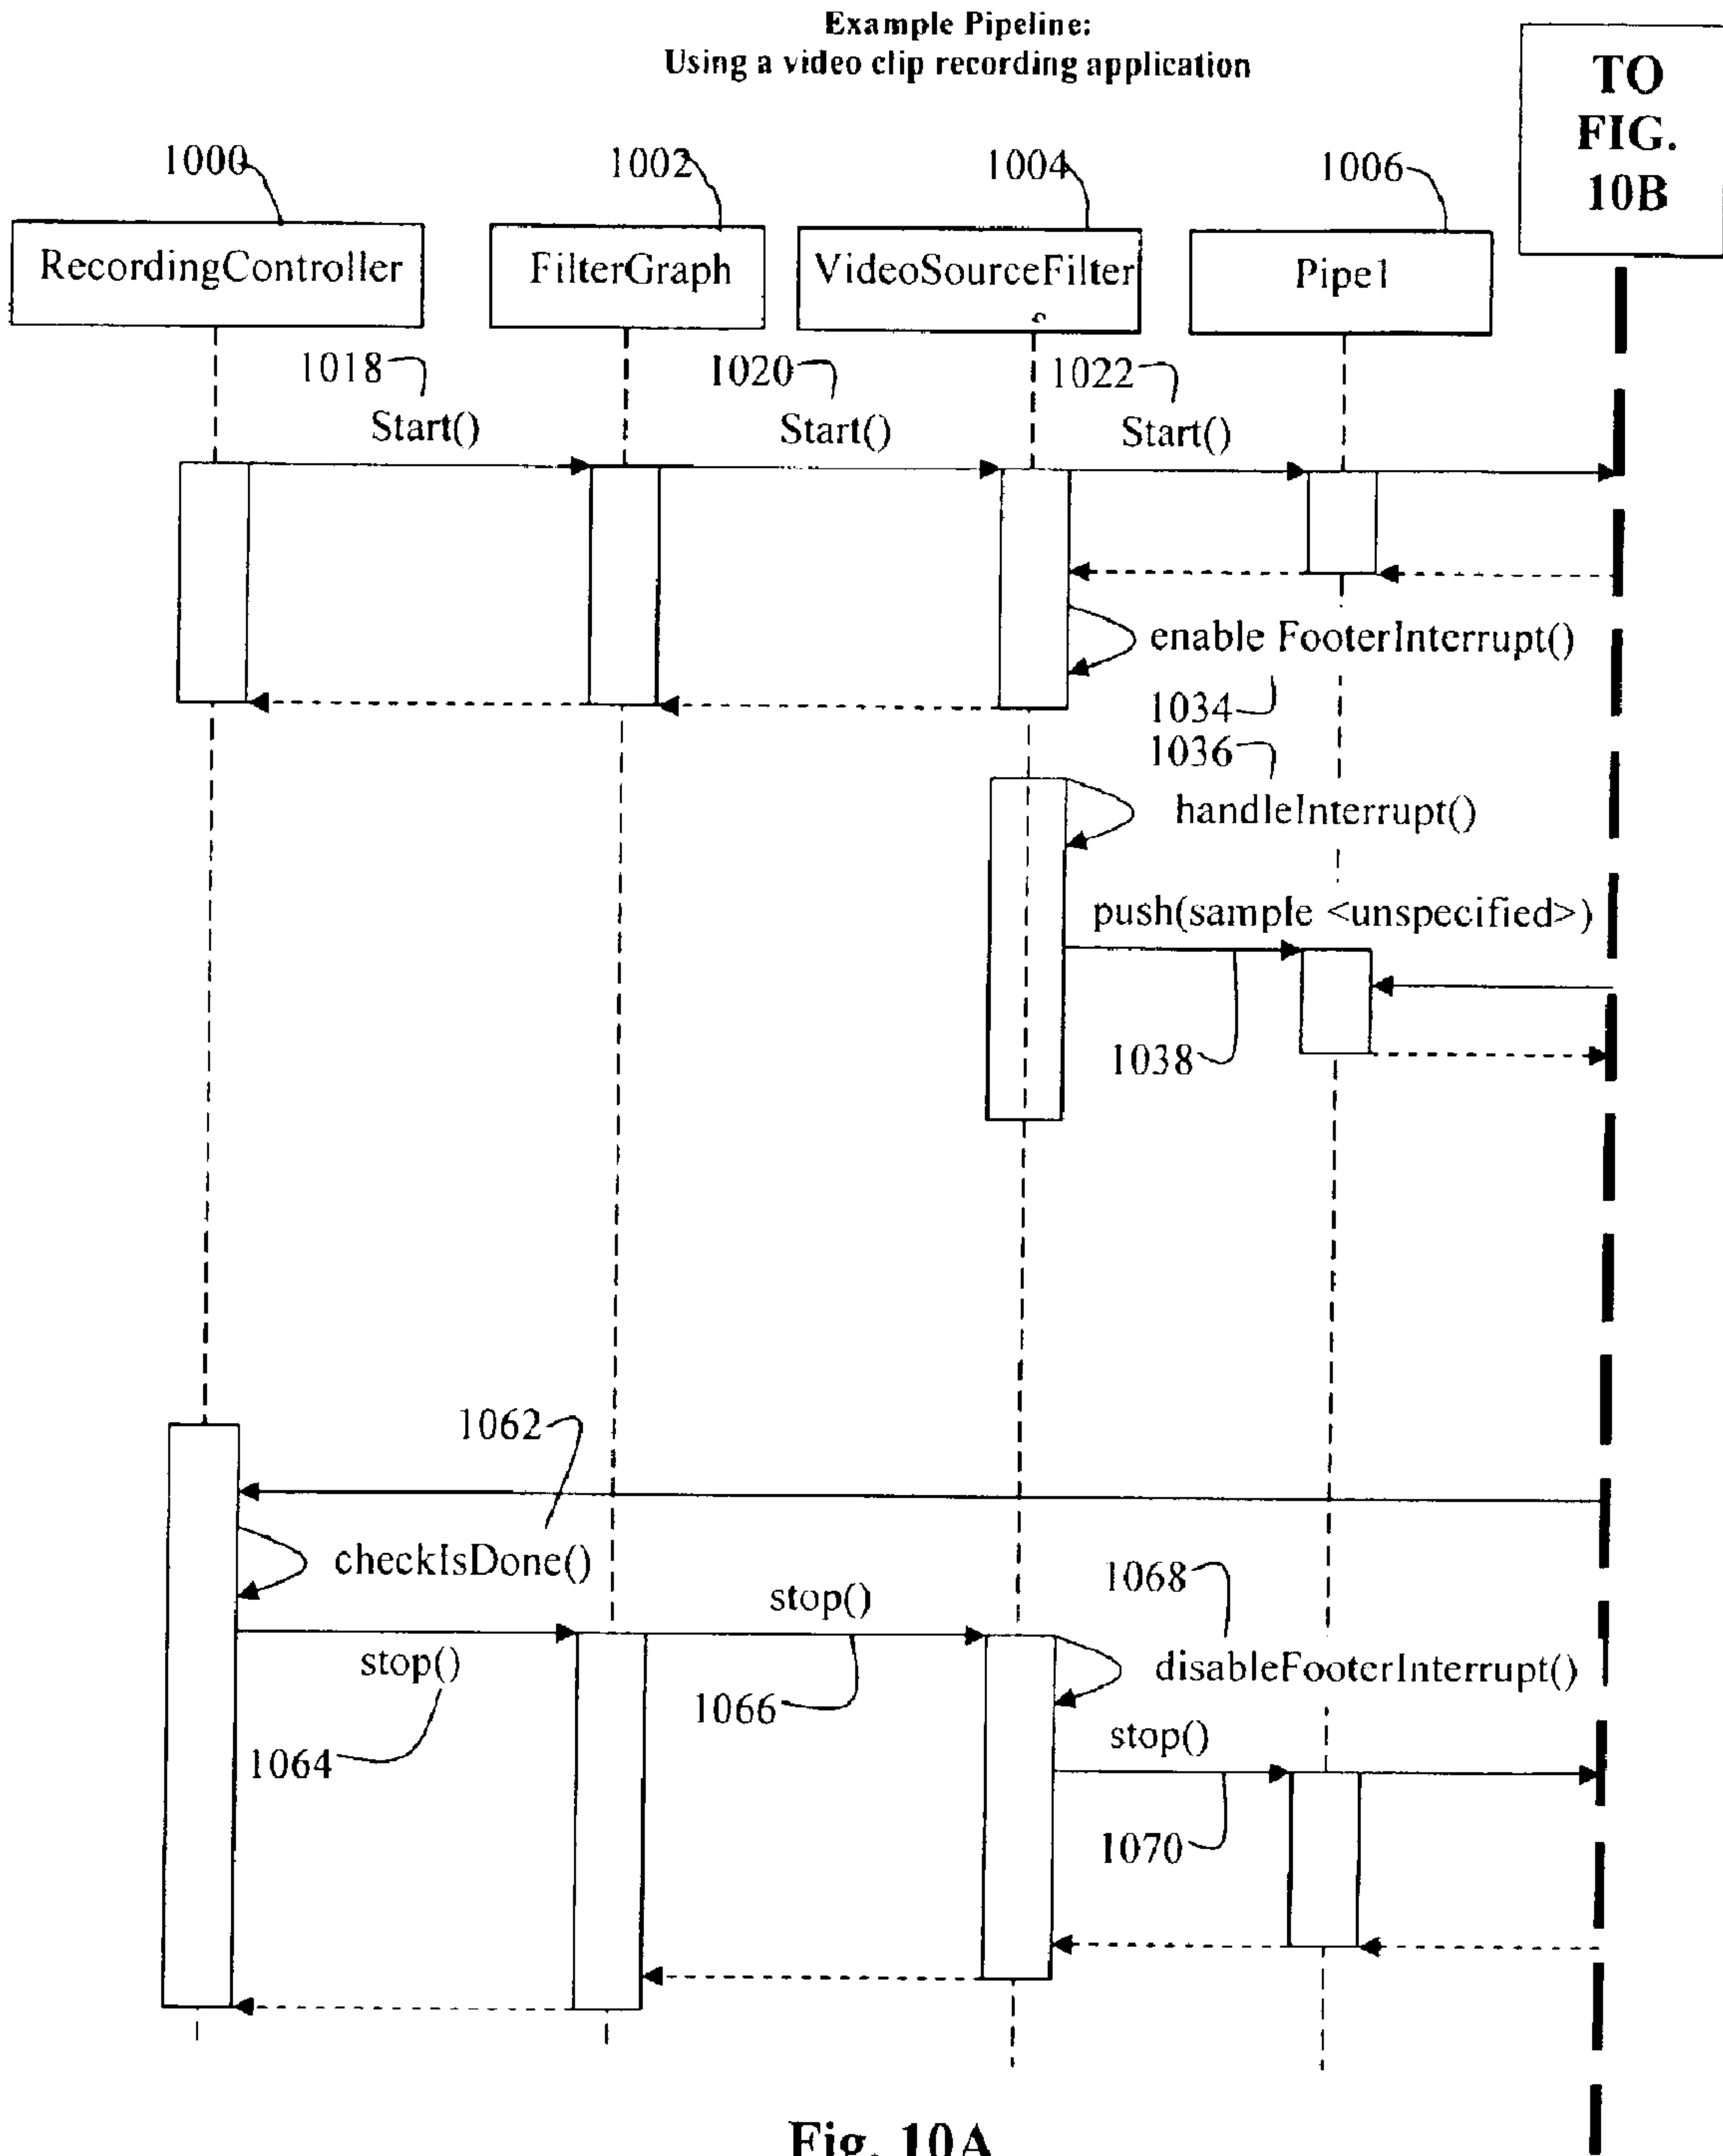 Example Pipeline:
Using a video clip recording application
TO
FIG.
10B
1000
1002
1004
1006
RecordingController
FilterGraph
VideoSourceFilter
Pipe1
1018
1020
1022
Start()
Start()
Start()
enable FooterInterrupt()
1034
1036
handleInterrupt()
push(sample <unspecified>)
1038
1062
checkIsDone()
1068
stop()
disableFooterInterrupt()
stop()
1066
stop()
1064
1070
Fig. 10A